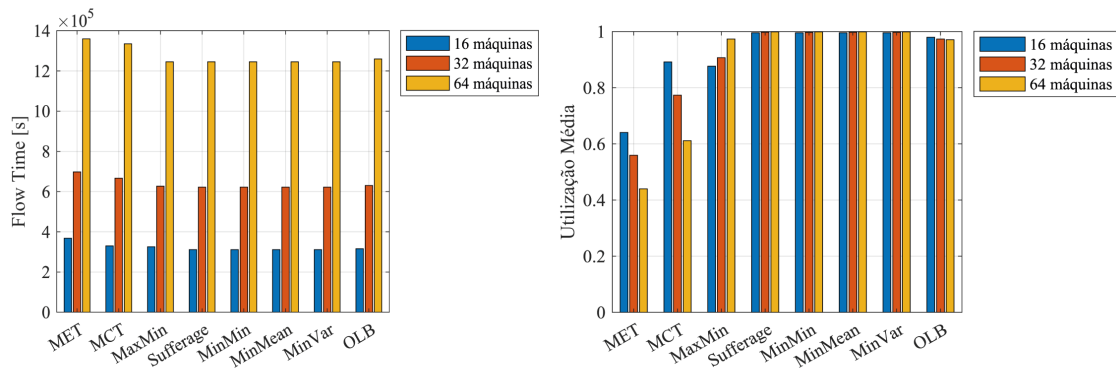 ×10⁵
14
12
10
8
6
4
2
0
Flow Time [s]
MET
MCT
MaxMin
Sufferage
MinMin
MinMean
MinVar
OLB
16 máquinas
32 máquinas
64 máquinas
1
0.8
0.6
0.4
0.2
0
Utilização Média
MET
MCT
MaxMin
Sufferage
MinMin
MinMean
MinVar
OLB
16 máquinas
32 máquinas
64 máquinas